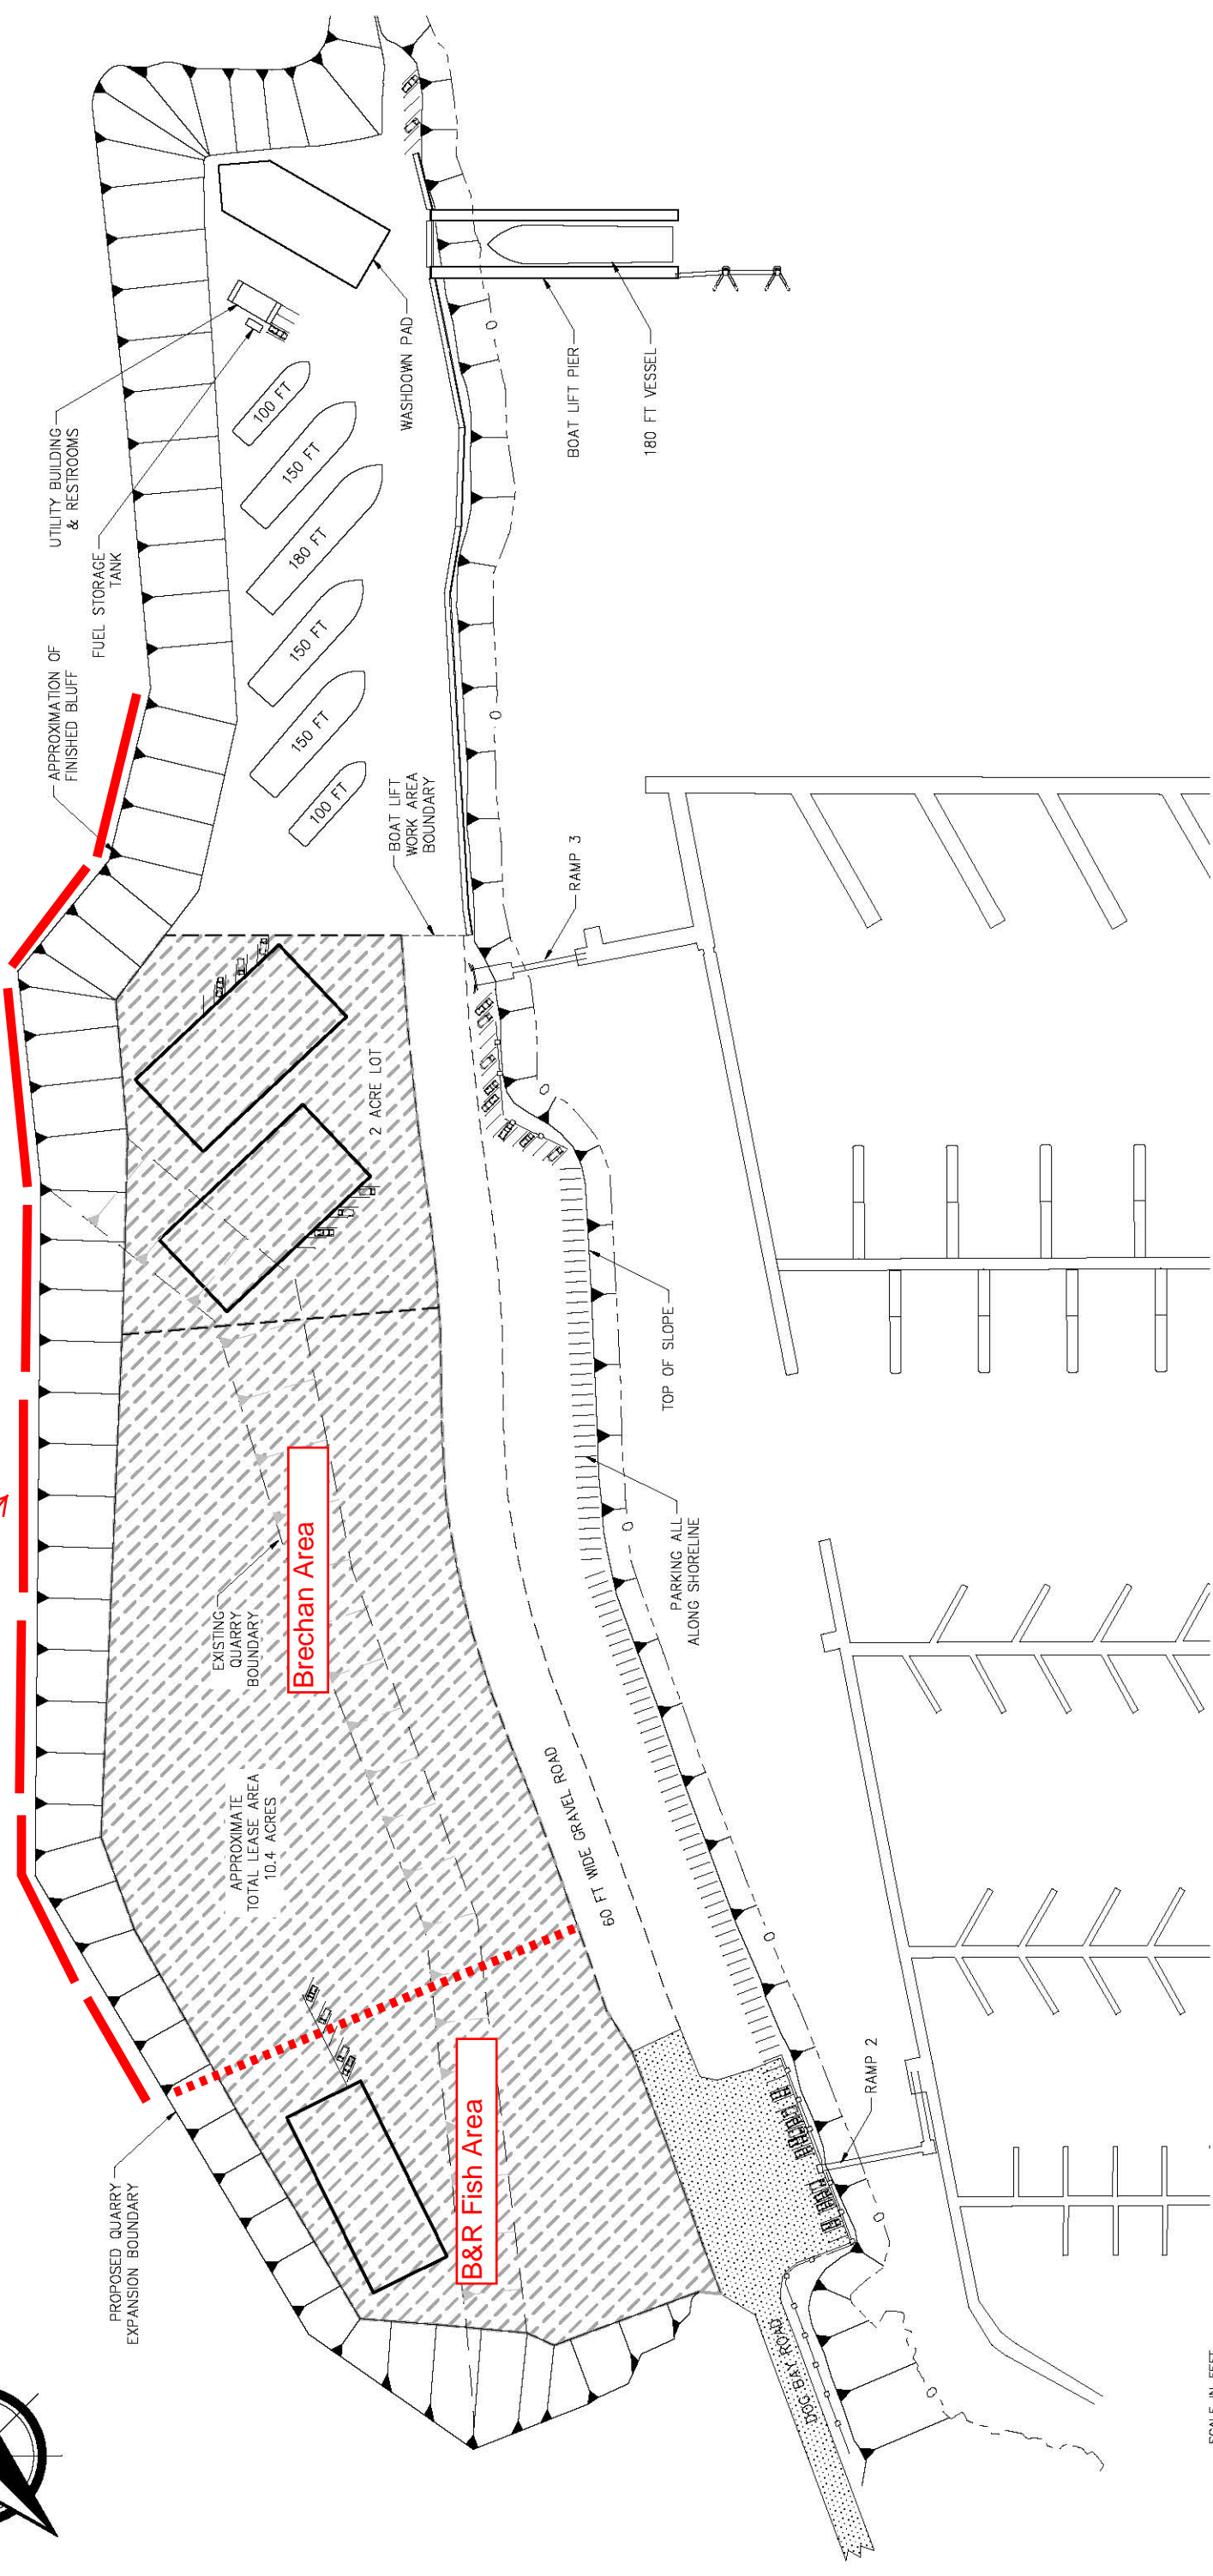 UTILITY BUILDING
& RESTROOMS
FUEL STORAGE
TANK
APPROXIMATION OF
FINISHED BLUFF
100 FT
150 FT
180 FT
150 FT
150 FT
100 FT
WASHDOWN PAD
BOAT LIFT PIER
180 FT VESSEL
BOAT LIFT
WORK AREA
BOUNDARY
RAMP 3
2 ACRE LOT
TOP OF SLOPE
PARKING ALL
ALONG SHORELINE
EXISTING
QUARRY
BOUNDARY
Brechan Area
APPROXIMATE
TOTAL LEASE AREA
10.4 ACRES
60 FT WIDE GRAVEL ROAD
B&R Fish Area
RAMP 2
PROPOSED QUARRY
EXPANSION BOUNDARY
DOG BAY ROAD
SCALE IN FEET